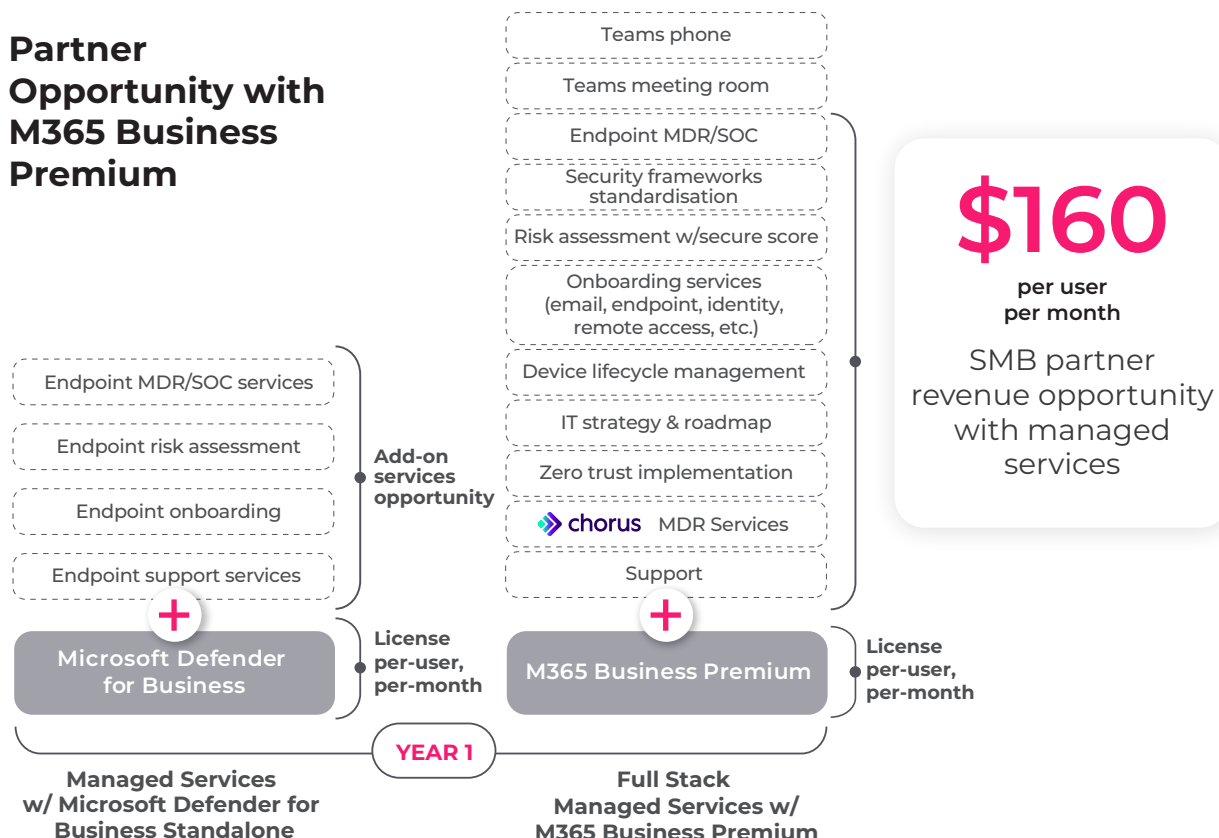 Partner
Opportunity with
M365 Business
Premium
Endpoint MDR/SOC services
Endpoint risk assessment
Endpoint onboarding
Endpoint support services
Add-on
services
opportunity
+
Microsoft Defender
for Business
License
per-user,
per-month
Teams phone
Teams meeting room
Endpoint MDR/SOC
Security frameworks
standardisation
Risk assessment w/secure score
Onboarding services
(email, endpoint, identity,
remote access, etc.)
Device lifecycle management
IT strategy & roadmap
Zero trust implementation
chorus MDR Services
Support
+
M365 Business Premium
License
per-user,
per-month
$160
per user
per month
SMB partner
revenue opportunity
with managed
services
YEAR 1
Managed Services
w/ Microsoft Defender for
Business Standalone
Full Stack
Managed Services w/
M365 Business Premium